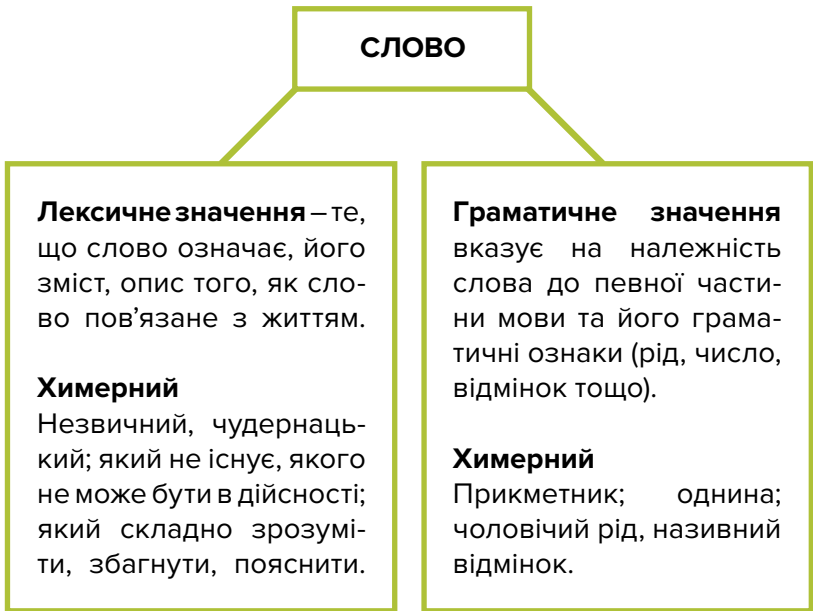 СЛОВО
Лексичне значення – те,
що слово означає, його
зміст, опис того, як сло-
во пов’язане з життям.
Химерний
Незвичний, чудернаць-
кий; який не існує, якого
не може бути в дійсності;
який складно зрозумі-
ти, збагнути, пояснити.
Граматичне значення
вказує на належність
слова до певної части-
ни мови та його грама-
тичні ознаки (рід, число,
відмінок тощо).
Химерний
Прикметник; однина;
чоловічий рід, називний
відмінок.